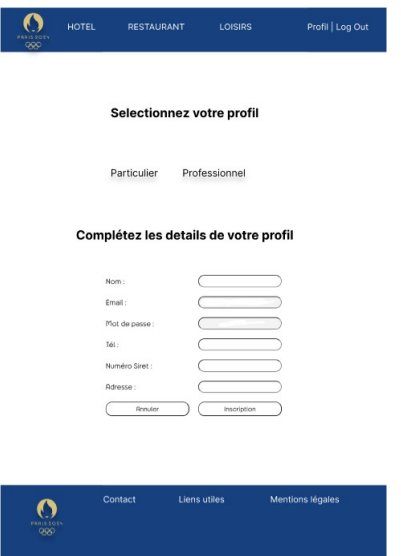 HOTEL RESTAURANT LOISIRS Profil | Log Out
PARIS 2024
Selectionnez votre profil
Particulier Professionnel
Complétez les details de votre profil
Nom :
Email :
Mot de passe :
Tél :
Numéro Siret :
Adresse :
Annuler Inscription
Contact Liens utiles Mentions légales
PARIS 2024